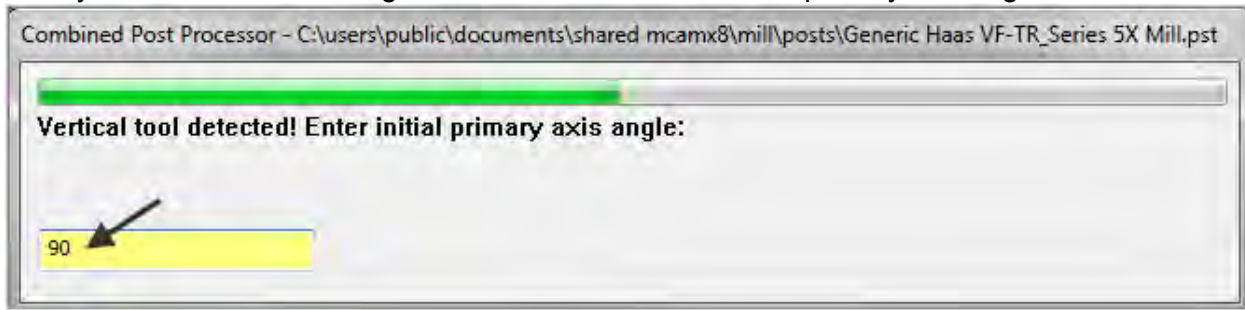 Combined Post Processor - C:\users\public\documents\shared mcamx8\mill\posts\Generic Haas VF-TR_Series 5X Mill.pst
Vertical tool detected! Enter initial primary axis angle:
90